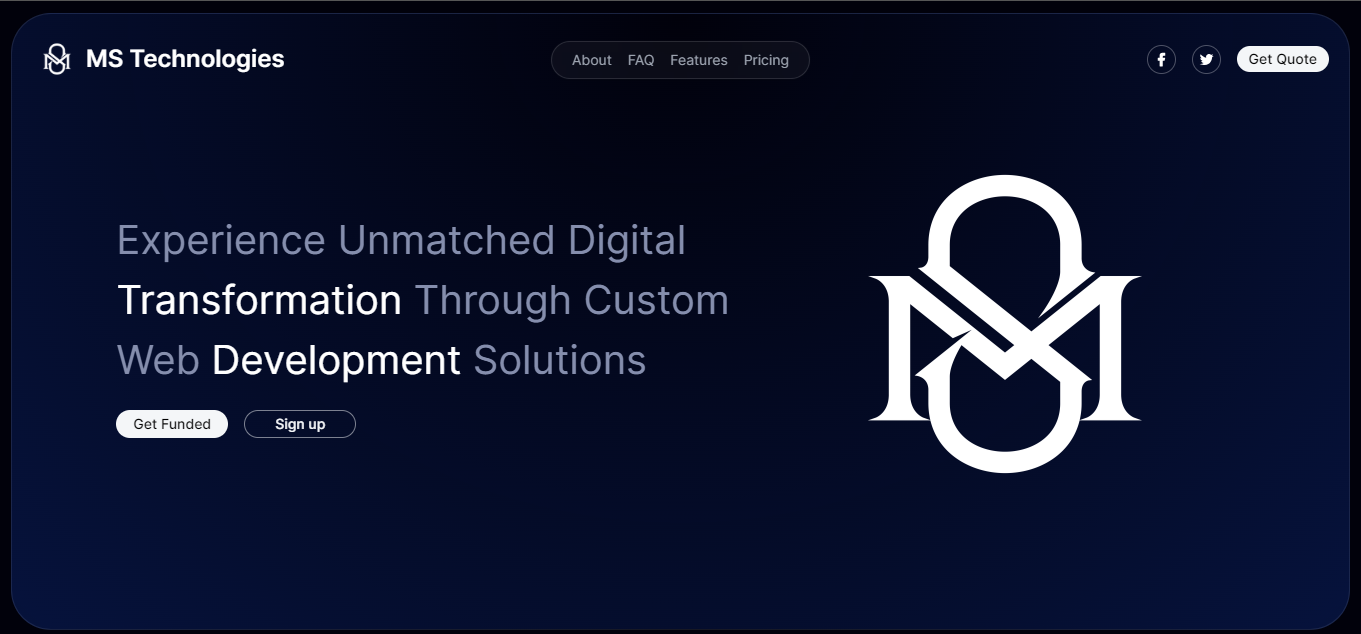 MS Technologies
About FAQ Features Pricing
Get Quote
Experience Unmatched Digital
Transformation Through Custom
Web Development Solutions
Get Funded
Sign up